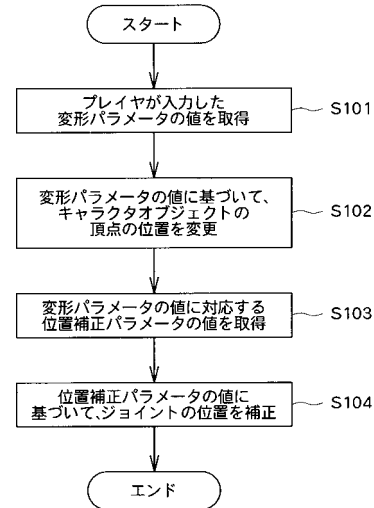 スタート
プレイヤが入力した
変形パラメータの値を取得
S101
変形パラメータの値に基づいて、
キャラクタオブジェクトの
頂点の位置を変更
S102
変形パラメータの値に対応する
位置補正パラメータの値を取得
S103
位置補正パラメータの値に
基づいて、ジョイントの位置を補正
S104
エンド